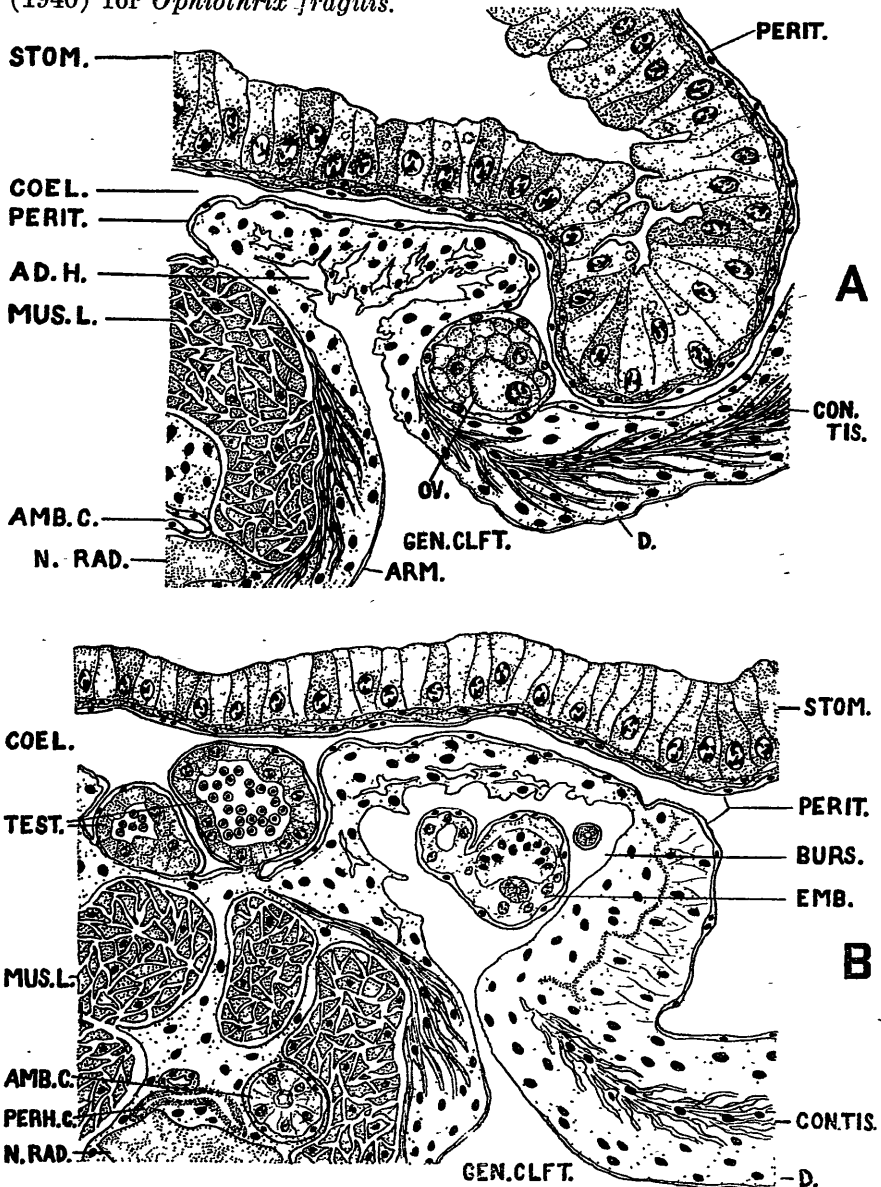 (1940) for Ophiothrix fragilis.
STOM.
PERIT.
COEL.
PERIT.
AD. H.
MUS. L.
A
CON.
TIS.
OV.
AMB. C.
GEN.CLFT.
D.
N. RAD.
ARM.
STOM.
COEL.
PERIT.
TEST.
BURS.
EMB.
B
MUS.L.
AMB.C.
PERH.C.
CON.TIS.
N.RAD.
GEN.CLFT.
D.